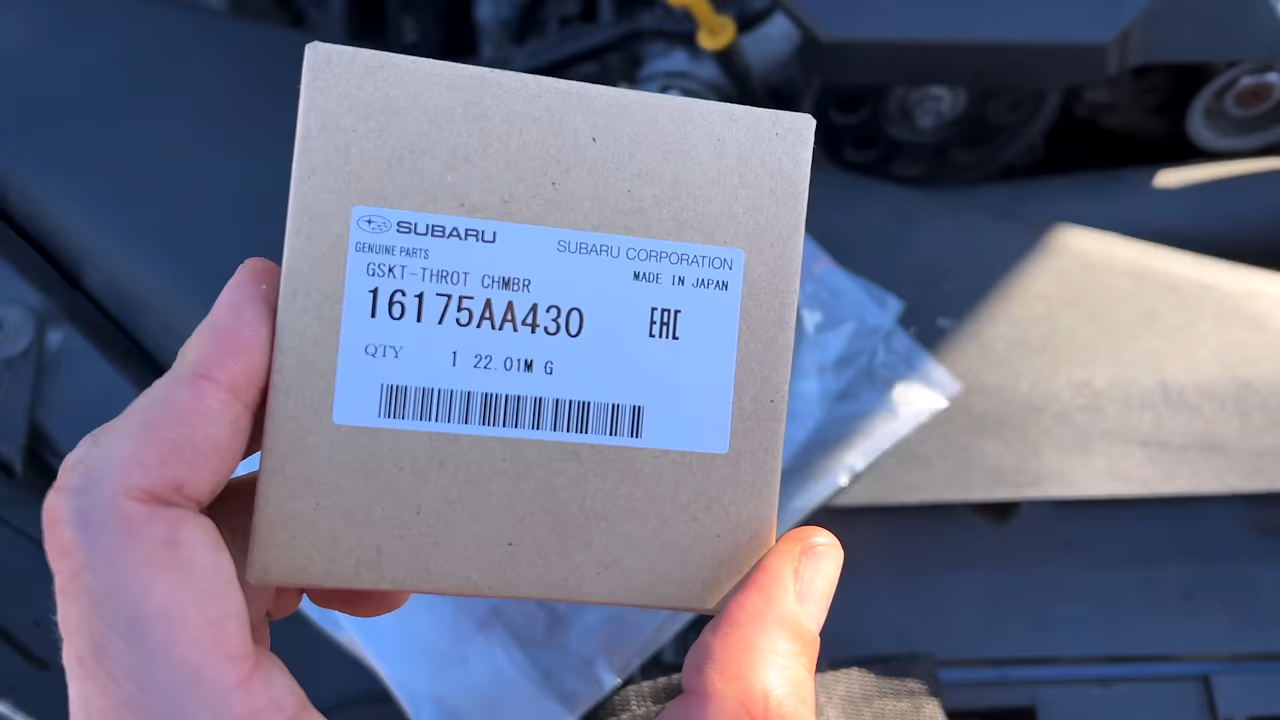 SUBARU
SUBARU CORPORATION
GENUINE PARTS
MADE IN JAPAN
GSKT-THROT CHMBR
16175AA430
EAC
QTY 1 22.01M G